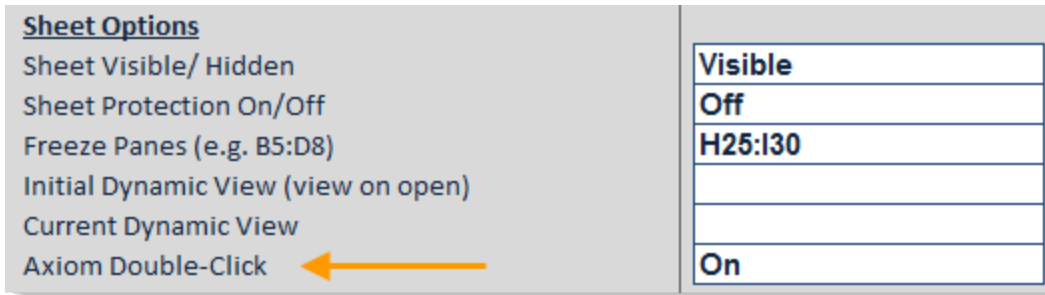 Sheet Options
Sheet Visible/ Hidden Visible
Sheet Protection On/Off Off
Freeze Panes (e.g. B5:D8) H25:I30
Initial Dynamic View (view on open)
Current Dynamic View
Axiom Double-Click On